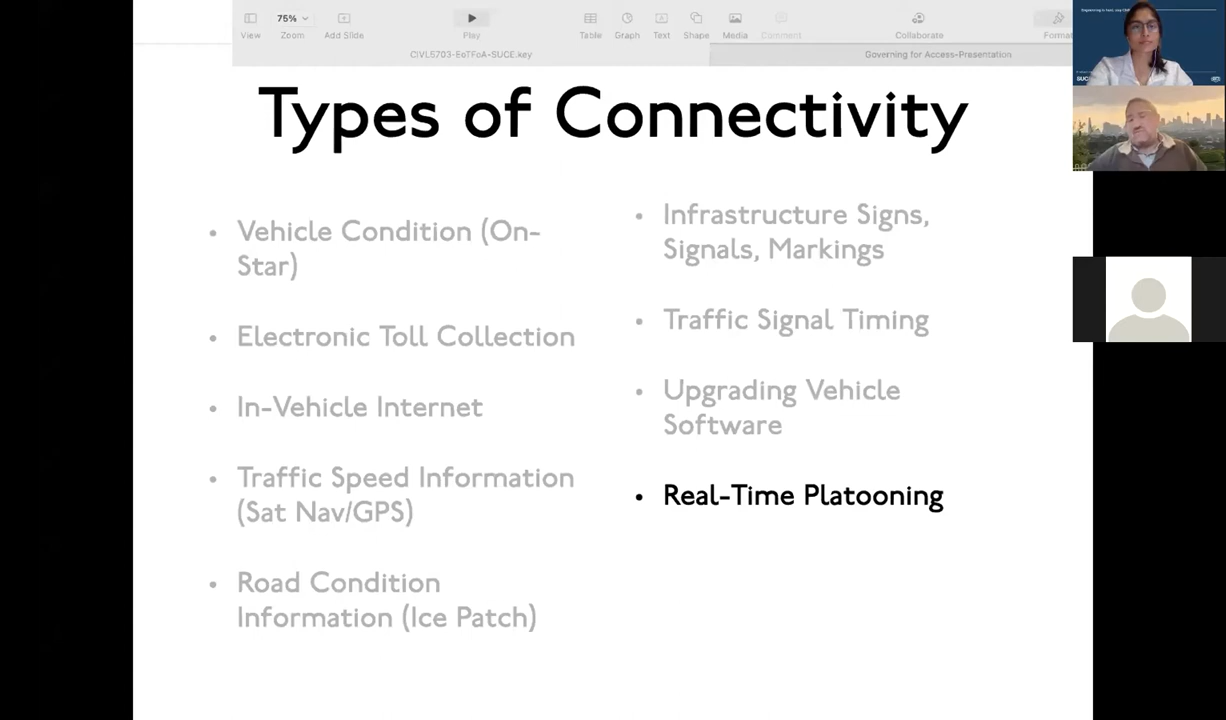 75%
View
Zoom
Add Slide
Play
Table
Graph
Text
Shape
Media
Comment
Collaborate
Format
CIVL5703-EoTFoA-SUCE.key
Governing for Access-Presentation
Types of Connectivity
• Vehicle Condition (On-
Star)
• Electronic Toll Collection
• In-Vehicle Internet
• Traffic Speed Information
(Sat Nav/GPS)
• Road Condition
Information (Ice Patch)
• Infrastructure Signs,
Signals, Markings
• Traffic Signal Timing
• Upgrading Vehicle
Software
• Real-Time Platooning